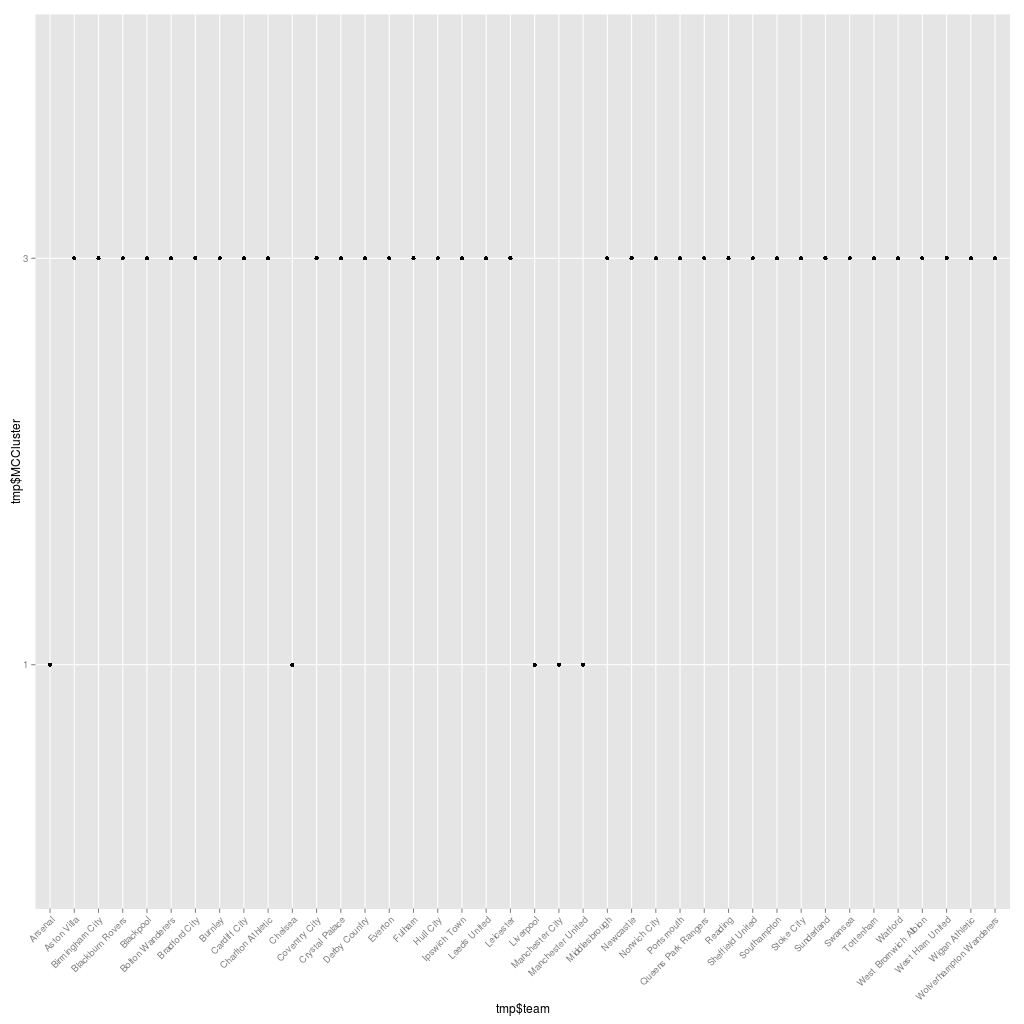 tmp$MCCluster
3
1
Arsenal
Aston Villa
Birmingham City
Blackburn Rovers
Blackpool
Bolton Wanderers
Bradford City
Burnley
Cardiff City
Charlton Athletic
Chelsea
Coventry City
Crystal Palace
Derby Country
Everton
Fulham
Hull City
Ipswich Town
Leeds United
Leicester
Liverpool
Manchester City
Manchester United
Middlesbrough
Newcastle
Norwich City
Portsmouth
Queens Park Rangers
Reading
Sheffield United
Southampton
Stoke City
Sunderland
Swansea
Tottenham
Watford
West Bromwich Albion
West Ham United
Wigan Athletic
Wolverhampton Wanderers
tmp$team